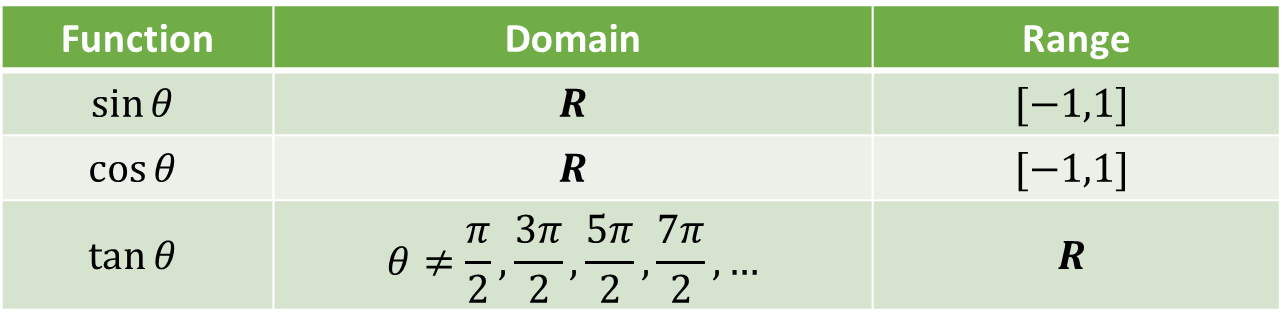 Function Domain Range
sin θ R [−1,1]
cos θ R [−1,1]
tan θ θ ≠ π/2, 3π/2, 5π/2, 7π/2, … R